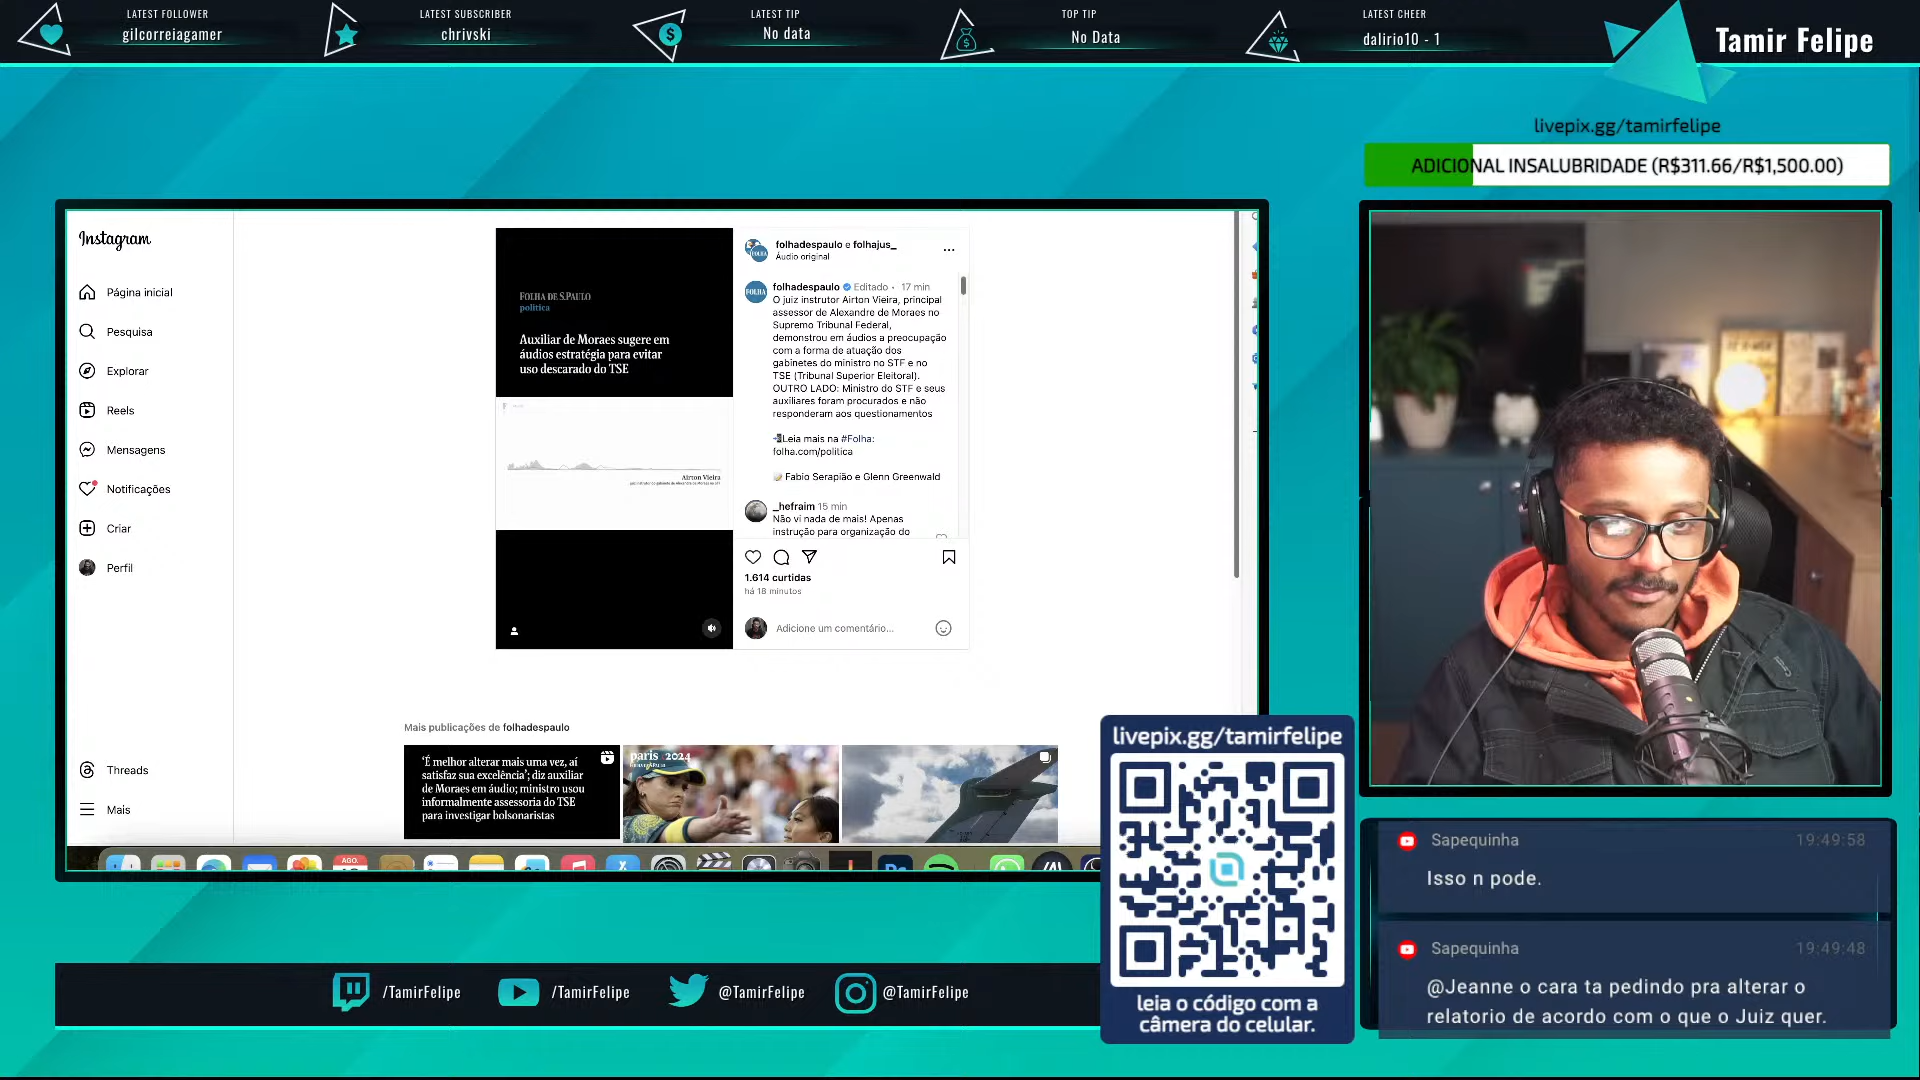 LATEST FOLLOWER
gilcorreiagamer
LATEST SUBSCRIBER
chrivski
LATEST TIP
No data
TOP TIP
No Data
LATEST CHEER
dalirio10 - 1
Tamir Felipe
livepix.gg/tamirfelipe
ADICIONAL INSALUBRIDADE (R$311.66/R$1,500.00)
Instagram
Página inicial
Pesquisa
Explorar
Reels
Mensagens
Notificações
Criar
Perfil
Threads
Mais
FOLHA DE S.PAULO
política
Auxiliar de Moraes sugere em
áudios estratégia para evitar
uso descarado do TSE
Airton Vieira
folhadespaulo e folhajus_
Áudio original
FOLHA
folhadespaulo Editado • 17 min
O juiz instrutor Airton Vieira, principal
assessor de Alexandre de Moraes no
Supremo Tribunal Federal,
demonstrou em áudios a preocupação
com a forma de atuação dos
gabinetes do ministro no STF e no
TSE (Tribunal Superior Eleitoral).
OUTRO LADO: Ministro do STF e seus
auxiliares foram procurados e não
responderam aos questionamentos
Leia mais na #Folha:
folha.com/politica
Fabio Serapião e Glenn Greenwald
_hefraim 15 min
Não vi nada de mais! Apenas
instrução para organização do
1.614 curtidas
há 18 minutos
Adicione um comentário...
Mais publicações de folhadespaulo
'É melhor alterar mais uma vez, aí
satisfaz sua excelência'; diz auxiliar
de Moraes em áudio; ministro usou
informalmente assessoria do TSE
para investigar bolsonaristas
paris 2024
AGO.
livepix.gg/tamirfelipe
leia o código com a
câmera do celular.
Sapequinha 19:49:58
Isso n pode.
Sapequinha 19:49:48
@Jeanne o cara ta pedindo pra alterar o
relatorio de acordo com o que o Juiz quer.
/TamirFelipe
/TamirFelipe
@TamirFelipe
@TamirFelipe